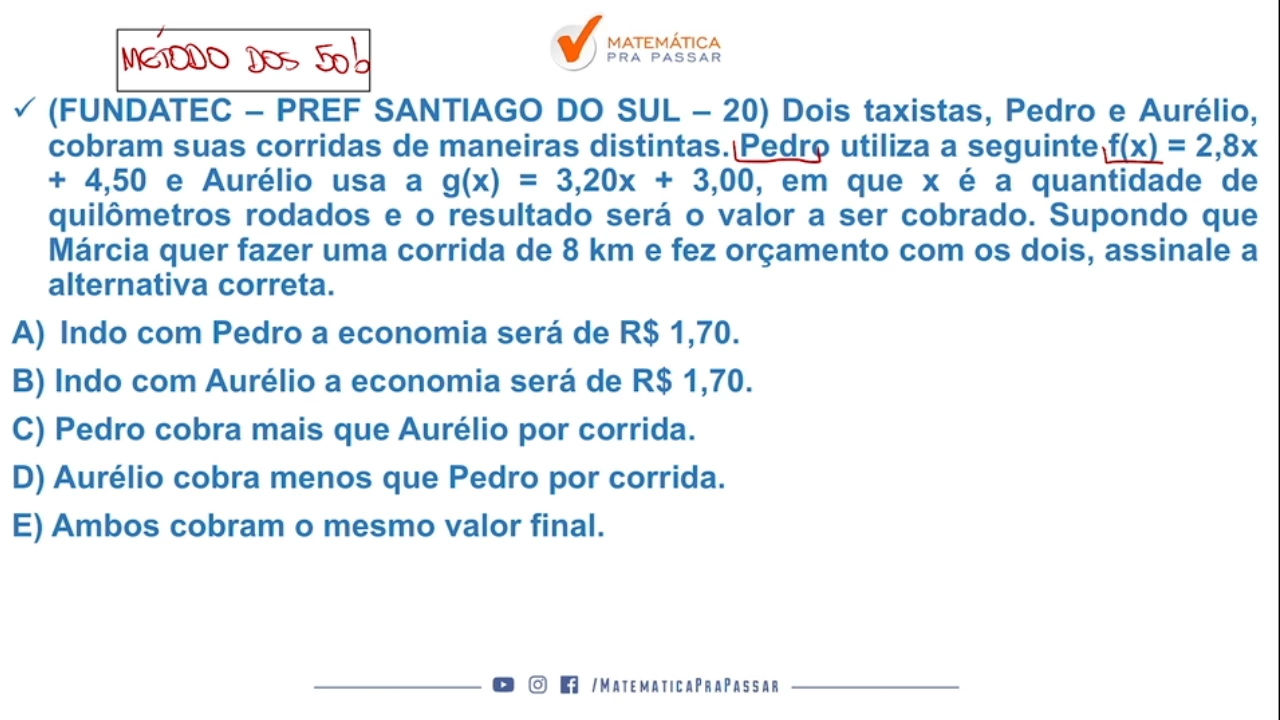 MÉTODO DOS 50%
MATEMÁTICA
PRA PASSAR
✓ (FUNDATEC – PREF SANTIAGO DO SUL – 20) Dois taxistas, Pedro e Aurélio,
cobram suas corridas de maneiras distintas. Pedro utiliza a seguinte f(x) = 2,8x
+ 4,50 e Aurélio usa a g(x) = 3,20x + 3,00, em que x é a quantidade de
quilômetros rodados e o resultado será o valor a ser cobrado. Supondo que
Márcia quer fazer uma corrida de 8 km e fez orçamento com os dois, assinale a
alternativa correta.
A) Indo com Pedro a economia será de R$ 1,70.
B) Indo com Aurélio a economia será de R$ 1,70.
C) Pedro cobra mais que Aurélio por corrida.
D) Aurélio cobra menos que Pedro por corrida.
E) Ambos cobram o mesmo valor final.
/MATEMATICAPRAPASSAR